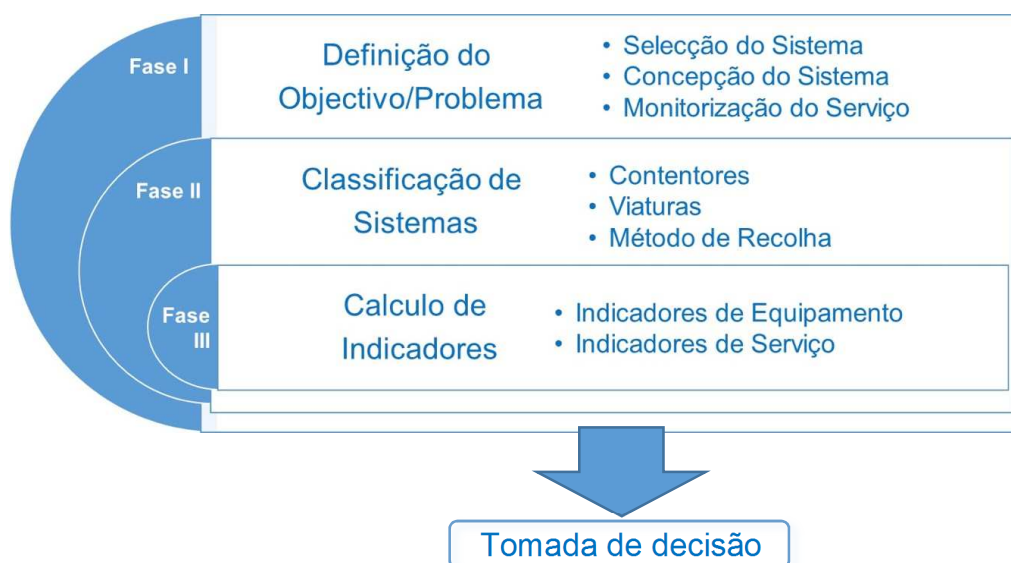 Fase I
Definição do
Objectivo/Problema
• Selecção do Sistema
• Concepção do Sistema
• Monitorização do Serviço
Fase II
Classificação de
Sistemas
• Contentores
• Viaturas
• Método de Recolha
Fase
III
Calculo de
Indicadores
• Indicadores de Equipamento
• Indicadores de Serviço
Tomada de decisão